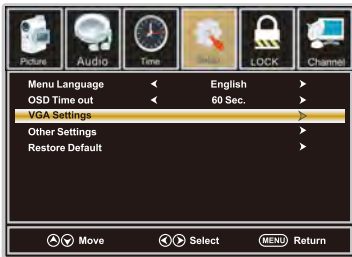 Picture Audio Time Setup LOCK Channel
Menu Language English
OSD Time out 60 Sec.
VGA Settings
Other Settings
Restore Default
Move Select MENU Return